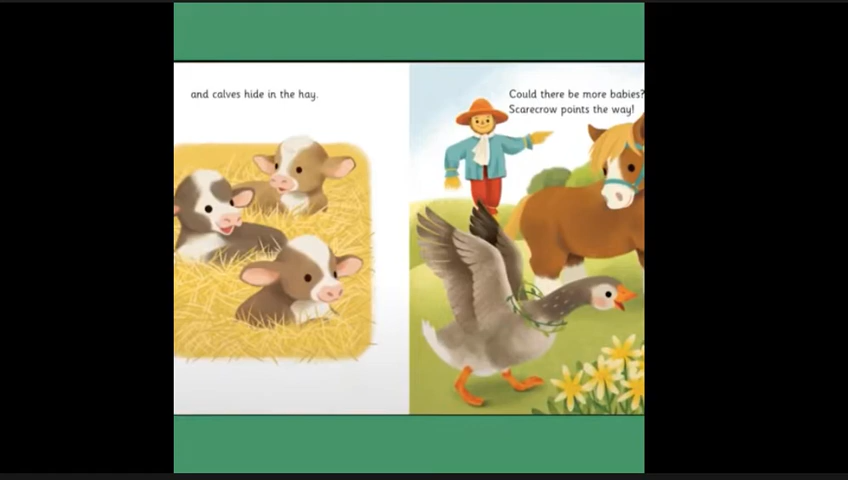 and calves hide in the hay.
Could there be more babies?
Scarecrow points the way!